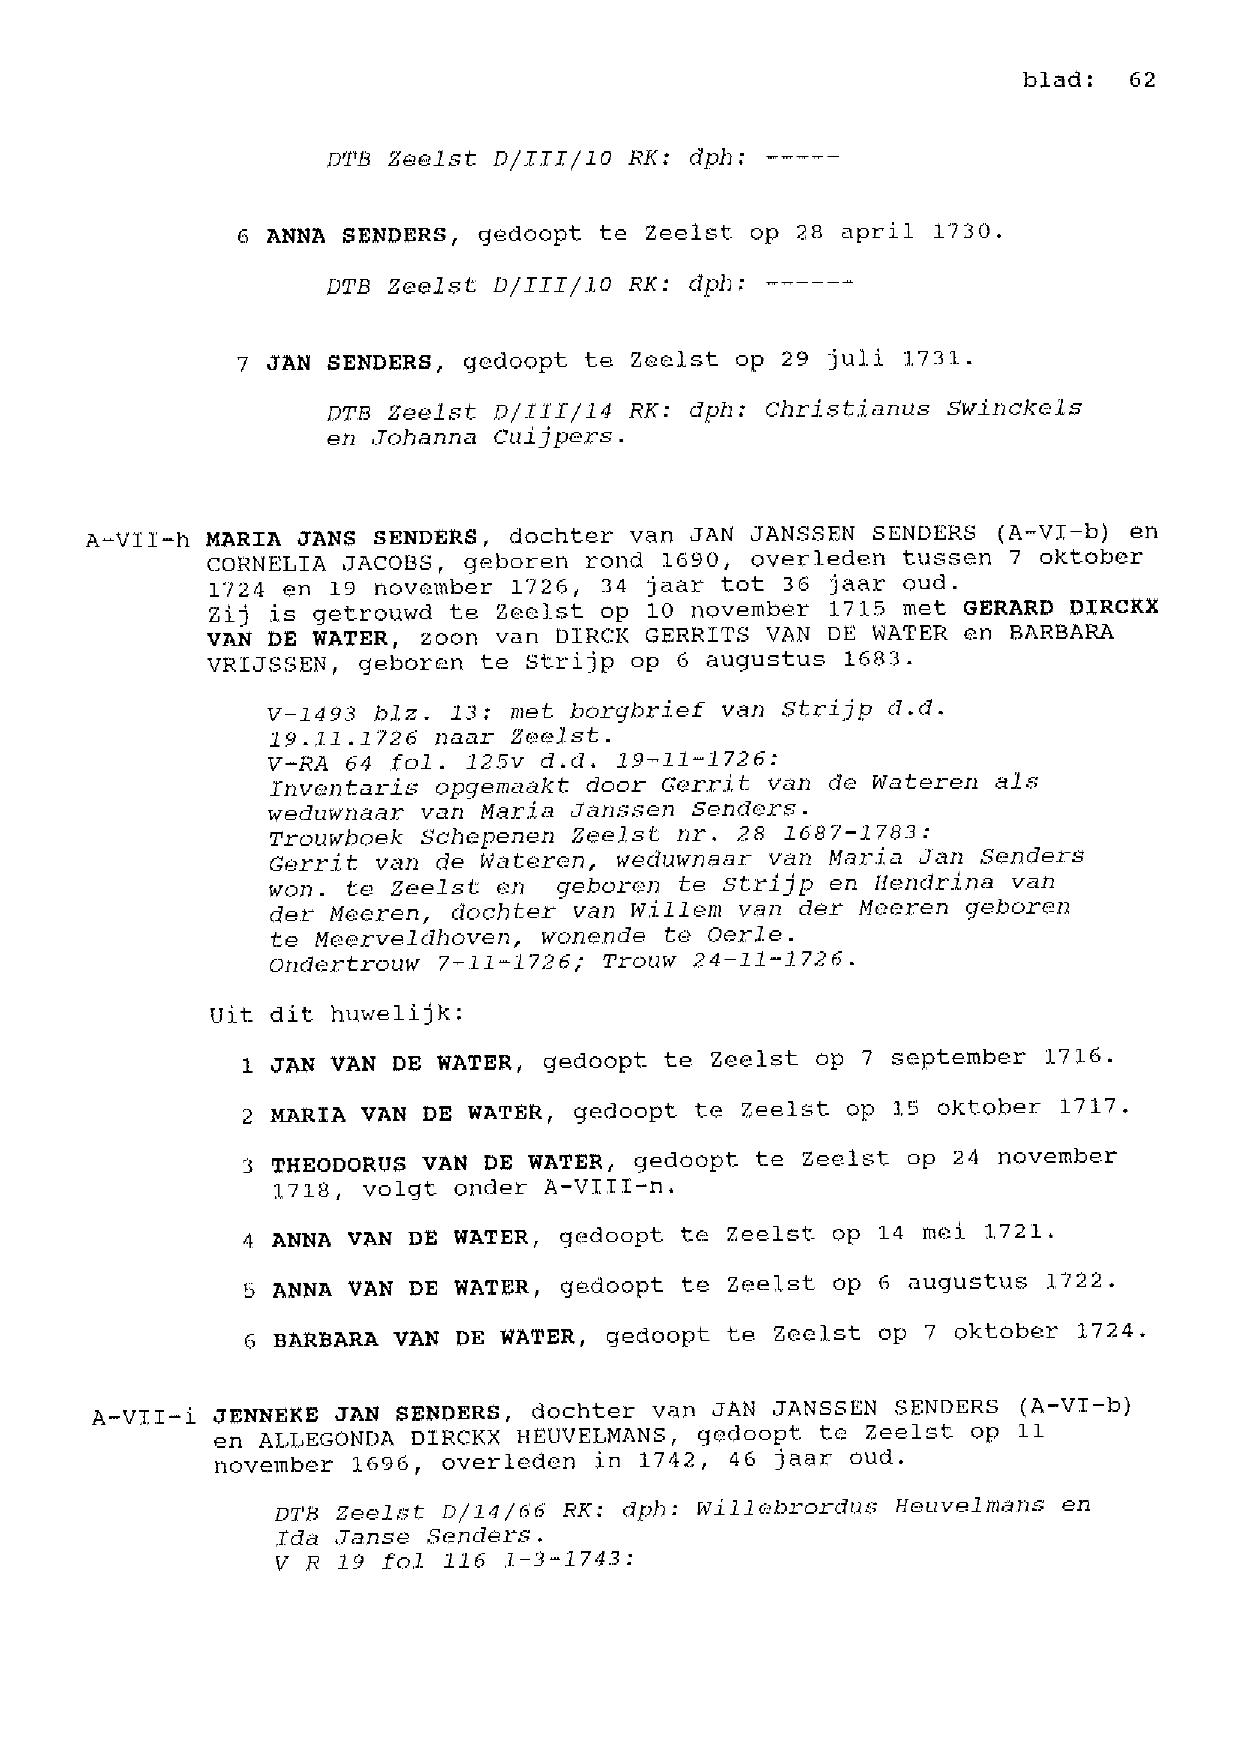 blad: 62
DTB Zeelst D/III/10 RK: dph: -----
6 ANNA SENDERS, gedoopt te Zeelst op 28 april 1730.
DTB Zeelst D/III/10 RK: dph: ------
7 JAN SENDERS, gedoopt te Zeelst op 29 juli 1731.
DTB Zeelst D/III/14 RK: dph: Christianus Swinckels
en Johanna Cuijpers.
A-VII-h MARIA JANS SENDERS, dochter van JAN JANSSEN SENDERS (A-VI-b) en
CORNELIA JACOBS, geboren rond 1690, overleden tussen 7 oktober
1724 en 19 november 1726, 34 jaar tot 36 jaar oud.
Zij is getrouwd te Zeelst op 10 november 1715 met GERARD DIRCKX
VAN DE WATER, zoon van DIRCK GERRITS VAN DE WATER en BARBARA
VRIJSSEN, geboren te Strijp op 6 augustus 1683.
V-1493 blz. 13: met borgbrief van Strijp d.d.
19.11.1726 naar Zeelst.
V-RA 64 fol. 125v d.d. 19-11-1726:
Inventaris opgemaakt door Gerrit van de Wateren als
weduwnaar van Maria Janssen Senders.
Trouwboek Schepenen Zeelst nr. 28 1687-1783:
Gerrit van de Wateren, weduwnaar van Maria Jan Senders
won. te Zeelst en geboren te Strijp en Hendrina van
der Meeren, dochter van Willem van der Meeren geboren
te Meerveldhoven, wonende te Oerle.
Ondertrouw 7-11-1726; Trouw 24-11-1726.
Uit dit huwelijk:
1 JAN VAN DE WATER, gedoopt te Zeelst op 7 september 1716.
2 MARIA VAN DE WATER, gedoopt te Zeelst op 15 oktober 1717.
3 THEODORUS VAN DE WATER, gedoopt te Zeelst op 24 november
1718, volgt onder A-VIII-n.
4 ANNA VAN DE WATER, gedoopt te Zeelst op 14 mei 1721.
5 ANNA VAN DE WATER, gedoopt te Zeelst op 6 augustus 1722.
6 BARBARA VAN DE WATER, gedoopt te Zeelst op 7 oktober 1724.
A-VII-i JENNEKE JAN SENDERS, dochter van JAN JANSSEN SENDERS (A-VI-b)
en ALLEGONDA DIRCKX HEUVELMANS, gedoopt te Zeelst op 11
november 1696, overleden in 1742, 46 jaar oud.
DTB Zeelst D/14/66 RK: dph: Willebrordus Heuvelmans en
Ida Janse Senders.
V R 19 fol 116 1-3-1743: